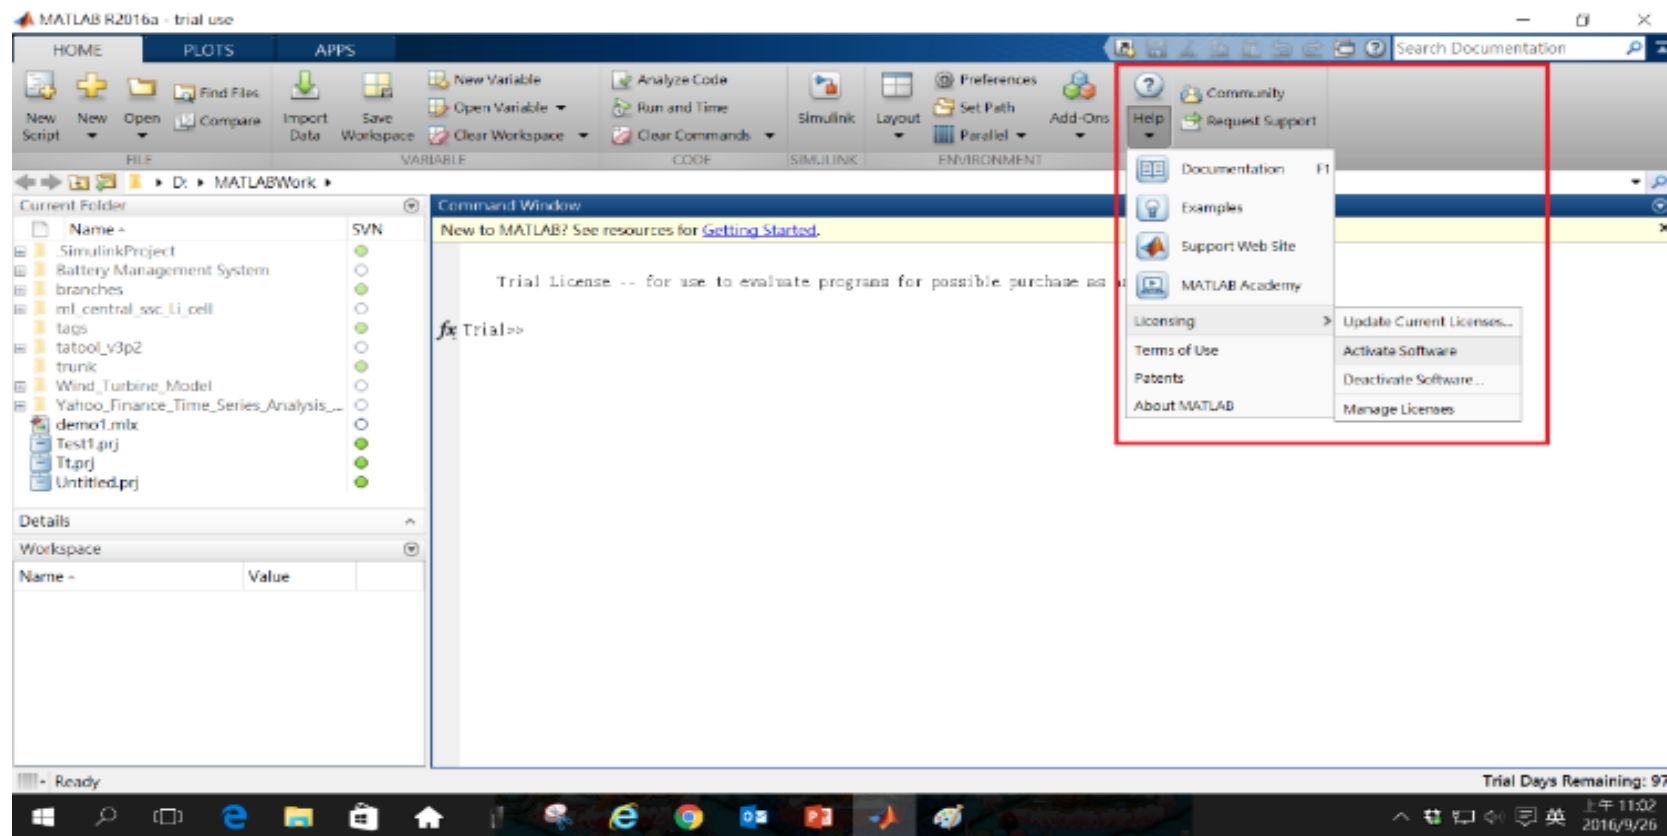 MATLAB R2016a - trial use
HOME PLOTS APPS
Search Documentation
New Script
New
Open
Find Files
Compare
Import Data
Save Workspace
New Variable
Open Variable
Clear Workspace
Analyze Code
Run and Time
Clear Commands
Simulink
Layout
Preferences
Set Path
Parallel
Add-Ons
Help
Community
Request Support
FILE VARIABLE CODE SIMULINK ENVIRONMENT
D: MATLABWork
Current Folder
Name SVN
.SimulinkProject
Battery Management System
branches
ml_central_ssc_Li_cell
tags
tatool_v3p2
trunk
Wind_Turbine_Model
Yahoo_Finance_Time_Series_Analysis_...
demo1.mlx
Test1.prj
Tt.prj
Untitled.prj
Details
Workspace
Name Value
Command Window
New to MATLAB? See resources for Getting Started.
Trial License -- for use to evaluate programs for possible purchase as
fx Trial>>
Documentation F1
Examples
Support Web Site
MATLAB Academy
Licensing
Terms of Use
Patents
About MATLAB
Update Current Licenses...
Activate Software
Deactivate Software...
Manage Licenses
Ready
Trial Days Remaining: 97
英
上午 11:02
2016/9/26